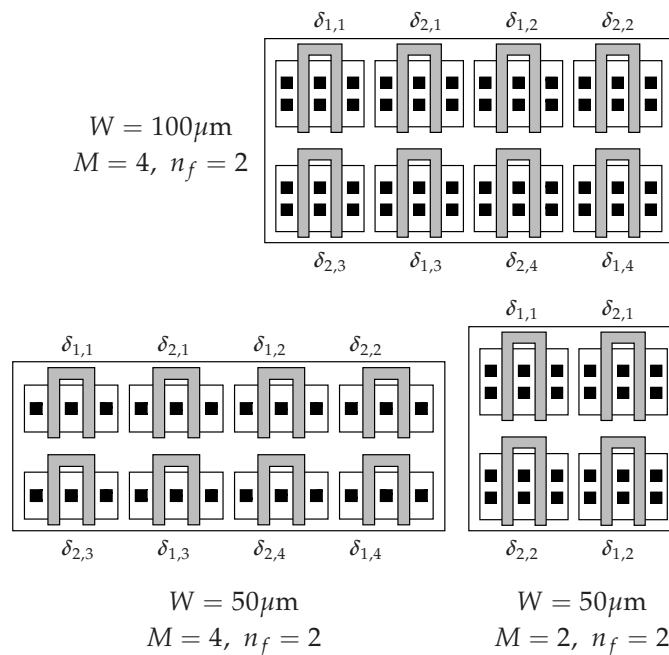 δ1,1 δ2,1 δ1,2 δ2,2
W = 100μm
M = 4, nf = 2
δ2,3 δ1,3 δ2,4 δ1,4
δ1,1 δ2,1 δ1,2 δ2,2
δ2,3 δ1,3 δ2,4 δ1,4
W = 50μm
M = 4, nf = 2
δ1,1 δ2,1
δ2,2 δ1,2
W = 50μm
M = 2, nf = 2